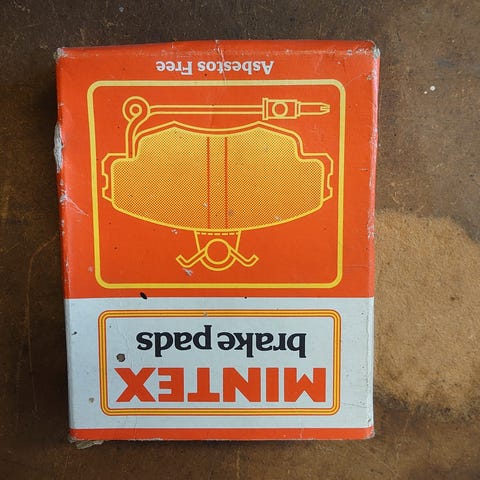 MINTEX
brake pads
Asbestos Free